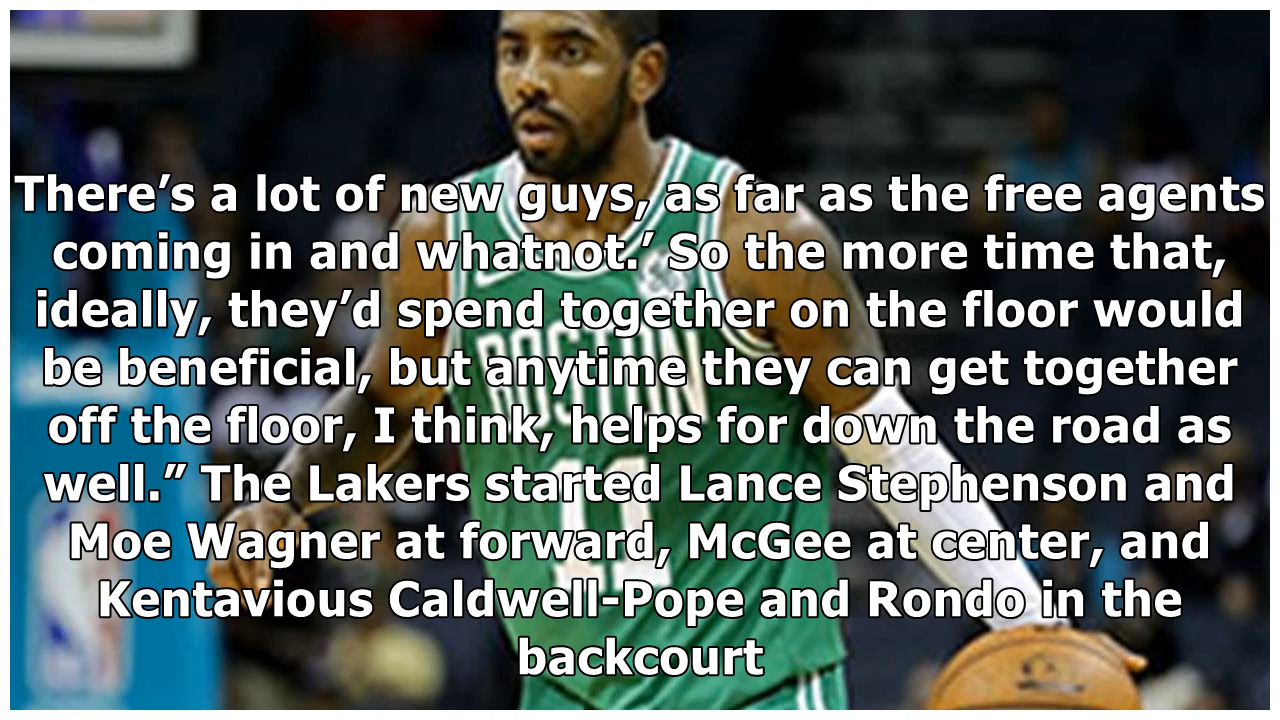 There’s a lot of new guys, as far as the free agents
coming in and whatnot.’ So the more time that,
ideally, they’d spend together on the floor would
be beneficial, but anytime they can get together
off the floor, I think, helps for down the road as
well.” The Lakers started Lance Stephenson and
Moe Wagner at forward, McGee at center, and
Kentavious Caldwell-Pope and Rondo in the
backcourt
BOSTON
11